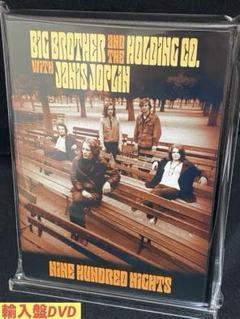 BIG BROTHER AND THE HOLDING CO.
WITH JANIS JOPLIN
NINE HUNDRED NIGHTS
輸入盤DVD